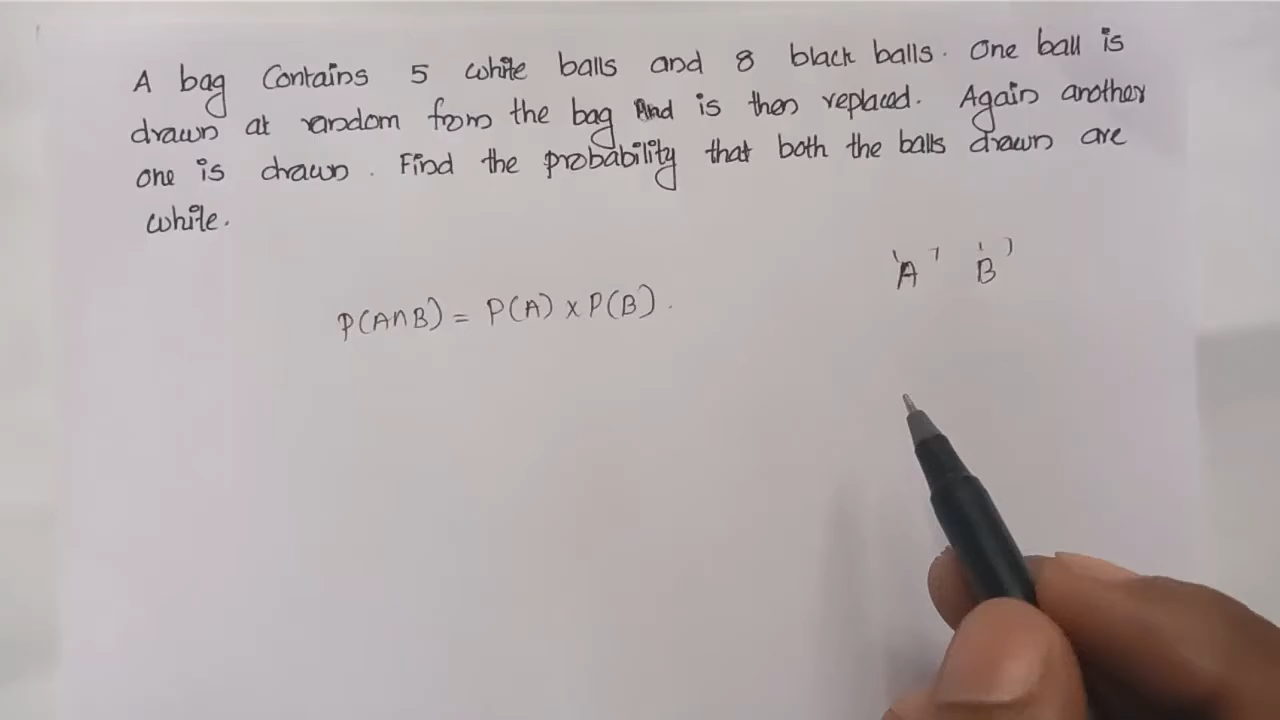 A bag Contains 5 white balls and 8 black balls. One ball is
drawn at random from the bag And is then replaced. Again another
one is drawn. Find the probability that both the balls drawn are
white.
'A' 'B'
P(A∩B) = P(A) × P(B).